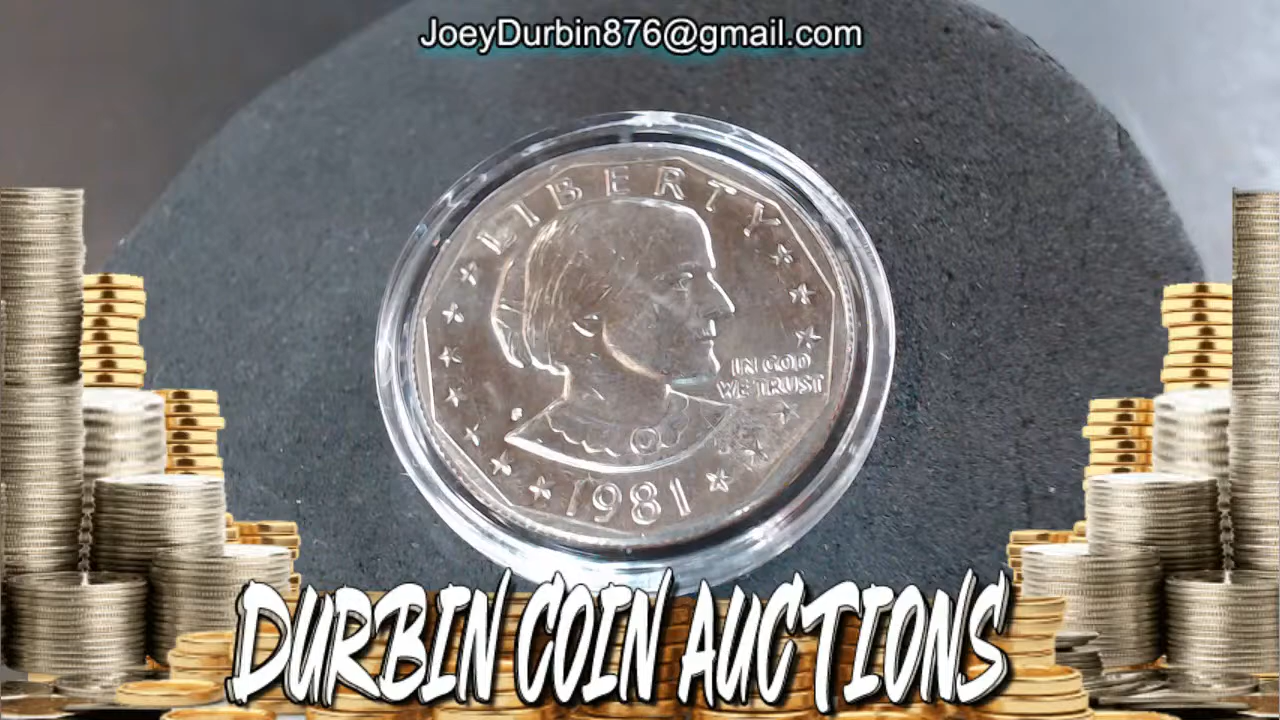 JoeyDurbin876@gmail.com
LIBERTY
IN GOD
WE TRUST
1981
DURBIN COIN AUCTIONS